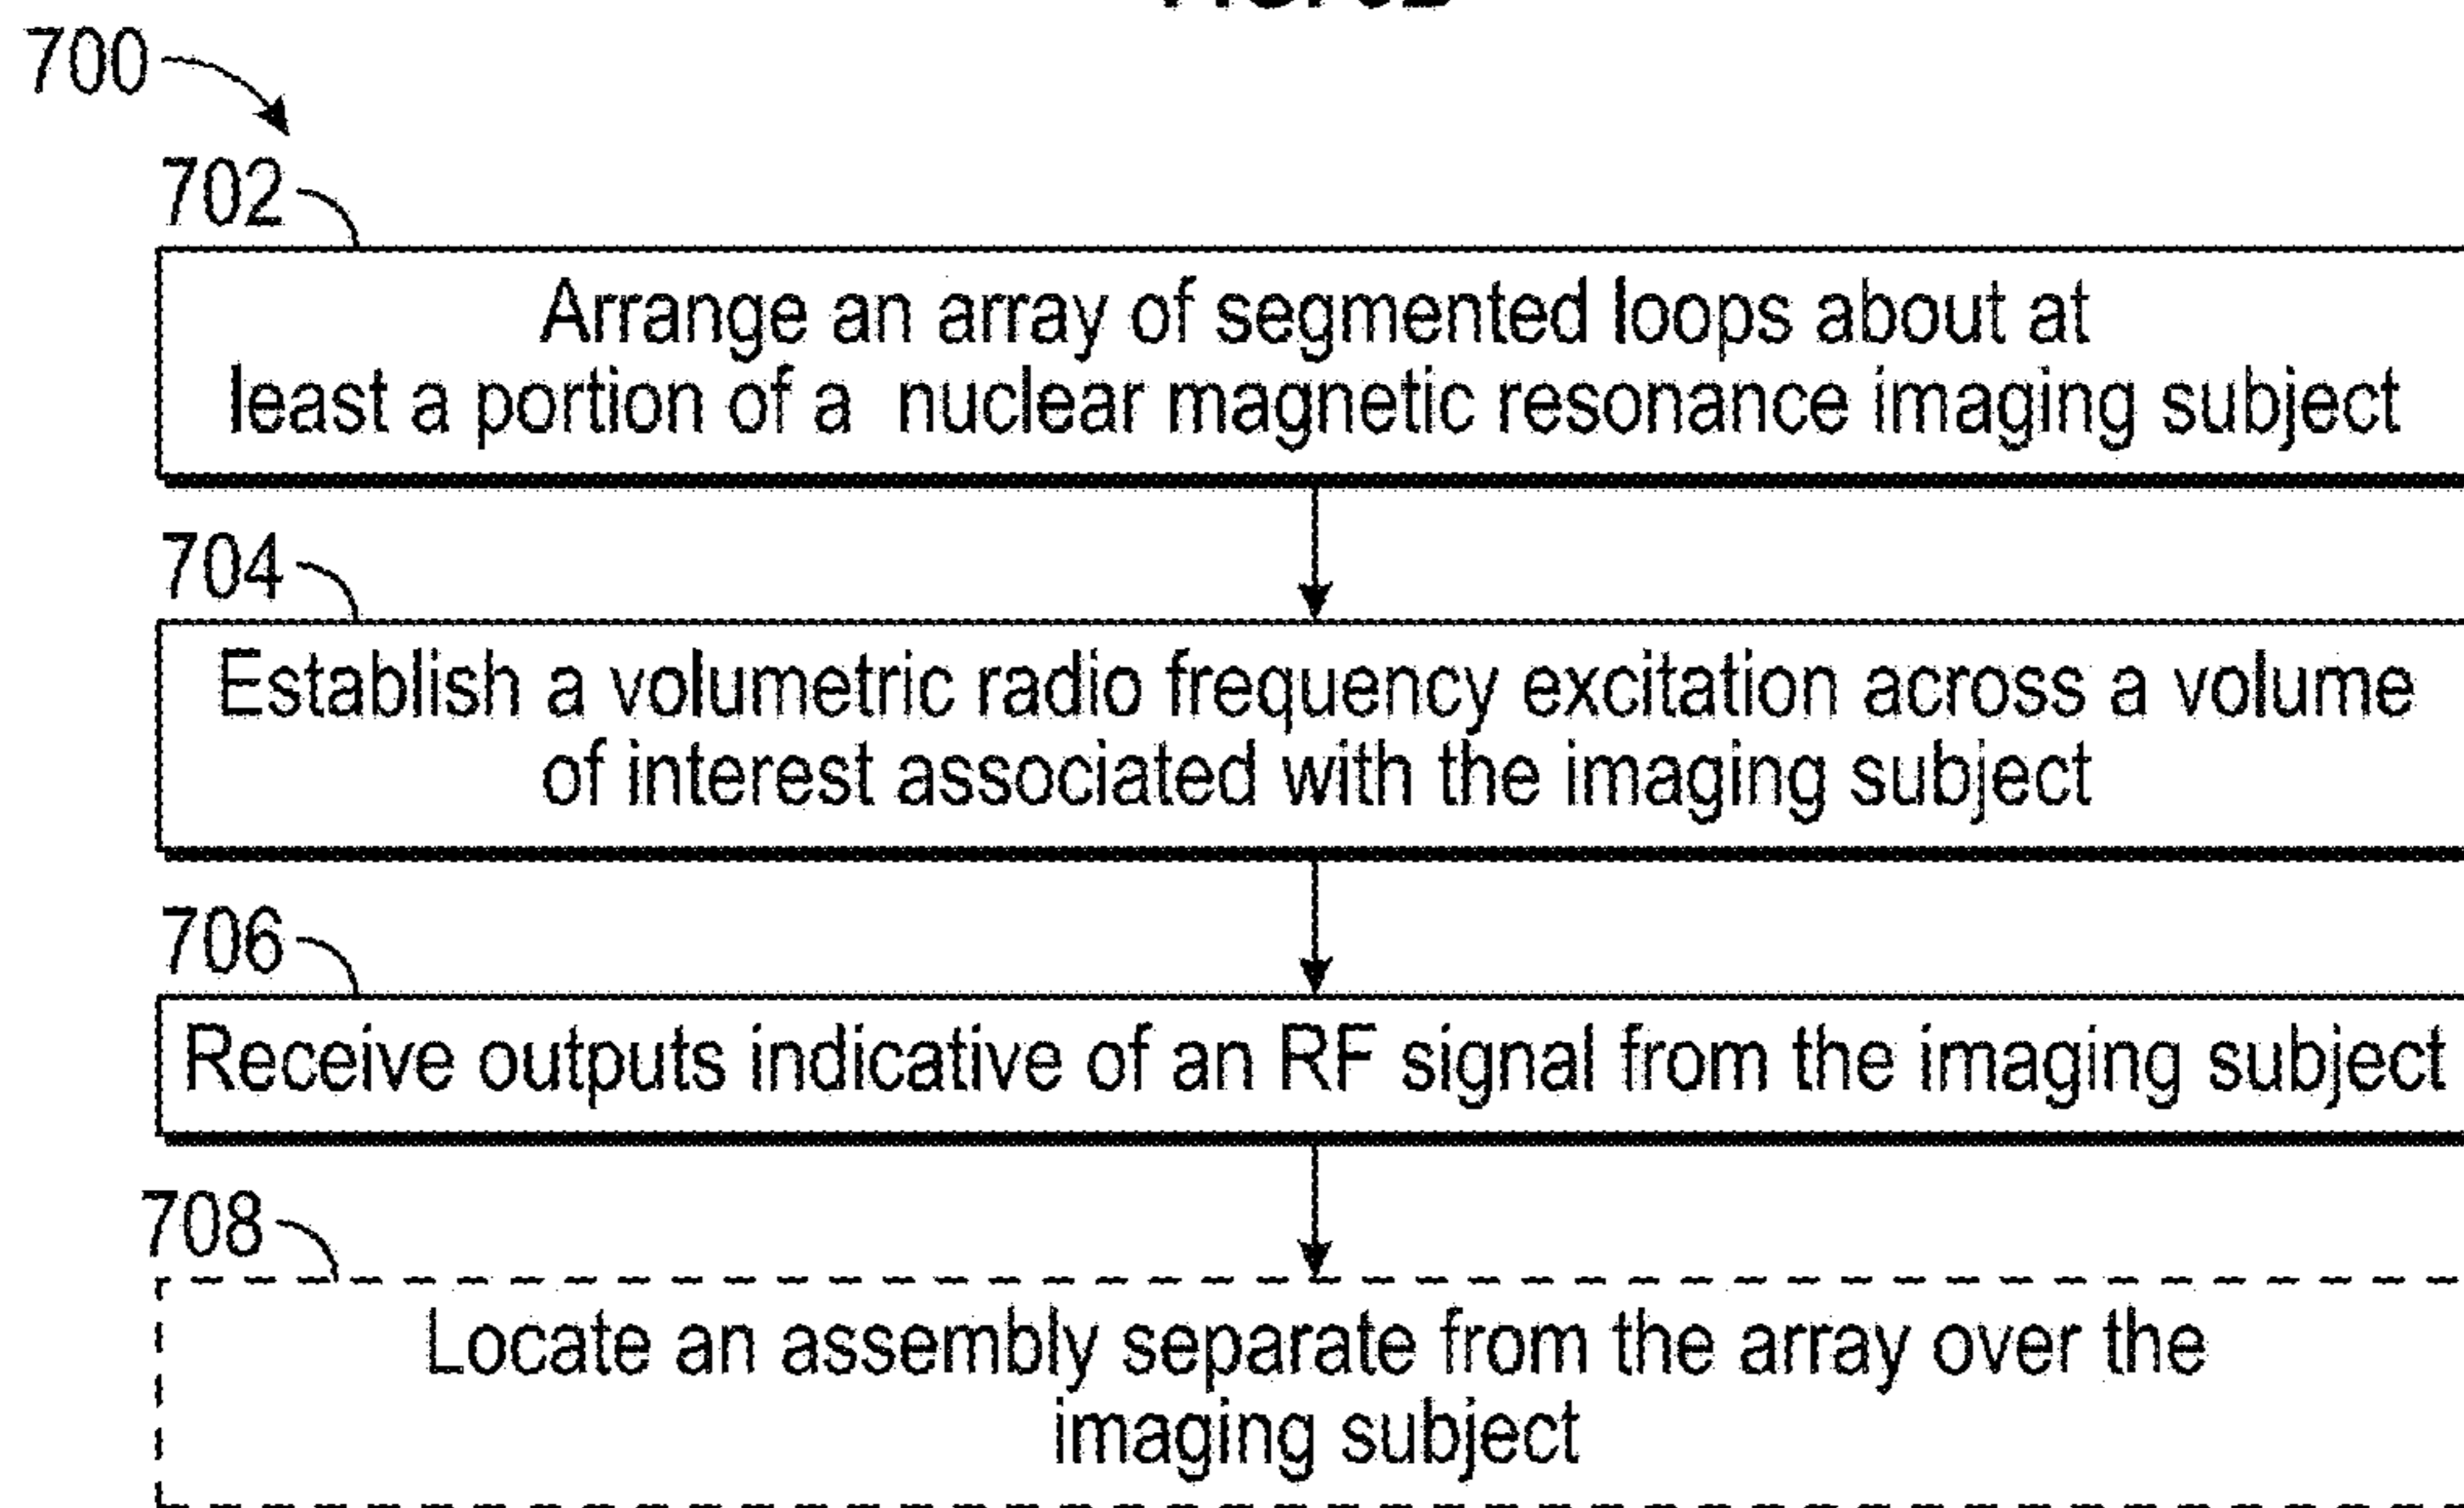 700
702
Arrange an array of segmented loops about at
least a portion of a nuclear magnetic resonance imaging subject
704
Establish a volumetric radio frequency excitation across a volume
of interest associated with the imaging subject
706
Receive outputs indicative of an RF signal from the imaging subject
708
Locate an assembly separate from the array over the
imaging subject